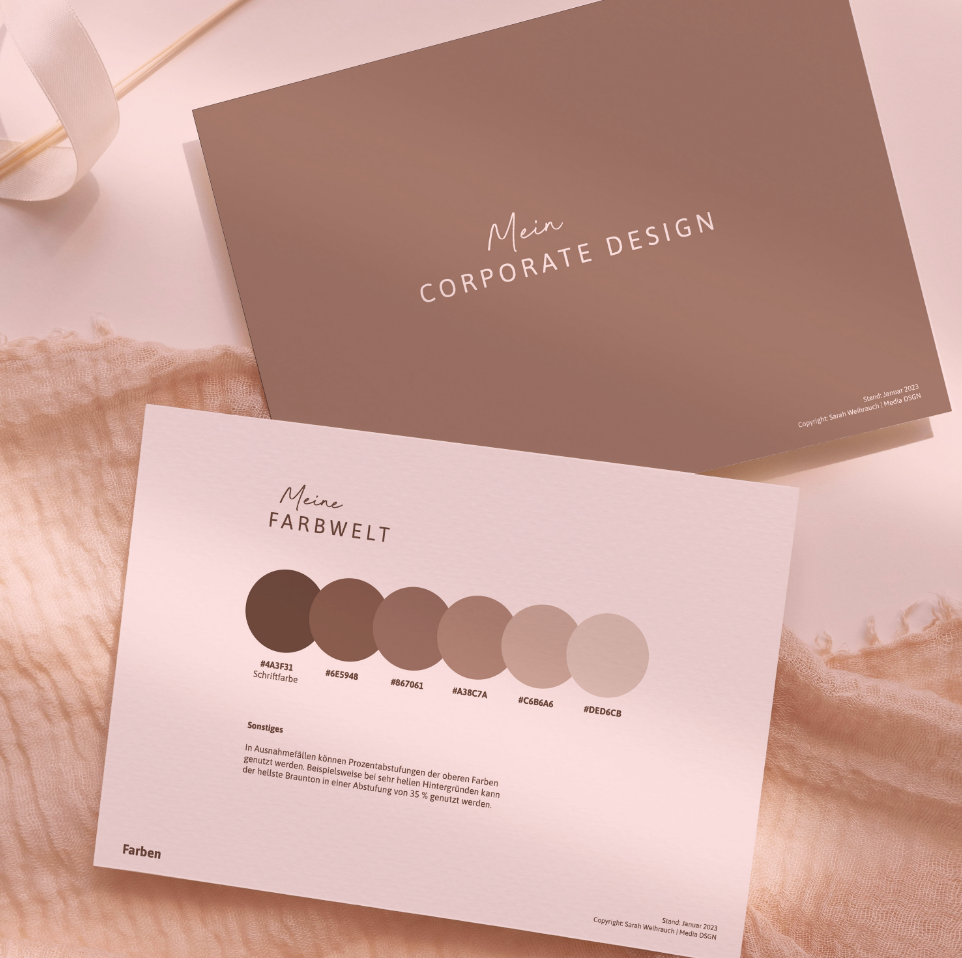 Mein
CORPORATE DESIGN
Stand: Januar 2023
Copyright: Sarah Weihrauch | Media DSGN
Meine
FARBWELT
#4A3F31
Schriftfarbe
#6E594B
#867061
#A38C7A
#C6B6A6
#DED6CB
Sonstiges
In Ausnahmefällen können Prozentabstufungen der oberen Farben
genutzt werden. Beispielsweise bei sehr hellen Hintergründen kann
der hellste Braunton in einer Abstufung von 35 % genutzt werden.
Farben
Stand: Januar 2023
Copyright: Sarah Weihrauch | Media DSGN